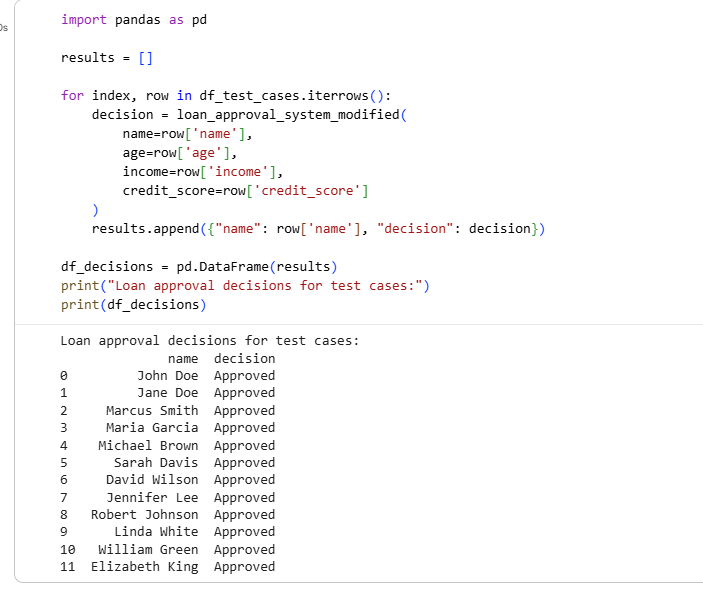 0s
import pandas as pd
results = []
for index, row in df_test_cases.iterrows():
    decision = loan_approval_system_modified(
        name=row['name'],
        age=row['age'],
        income=row['income'],
        credit_score=row['credit_score']
    )
    results.append({"name": row['name'], "decision": decision})
df_decisions = pd.DataFrame(results)
print("Loan approval decisions for test cases:")
print(df_decisions)
Loan approval decisions for test cases:
              name  decision
0         John Doe  Approved
1         Jane Doe  Approved
2     Marcus Smith  Approved
3     Maria Garcia  Approved
4    Michael Brown  Approved
5      Sarah Davis  Approved
6     David Wilson  Approved
7     Jennifer Lee  Approved
8   Robert Johnson  Approved
9      Linda White  Approved
10   William Green  Approved
11  Elizabeth King  Approved